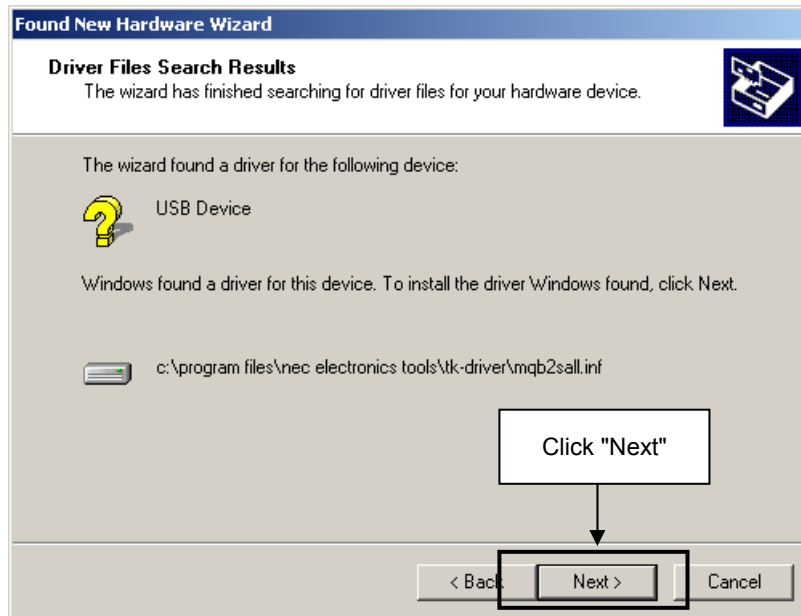 Found New Hardware Wizard
Driver Files Search Results
The wizard has finished searching for driver files for your hardware device.
The wizard found a driver for the following device:
USB Device
Windows found a driver for this device. To install the driver Windows found, click Next.
c:\program files\nec electronics tools\tk-driver\mqb2sall.inf
Click "Next"
< Back
Next >
Cancel